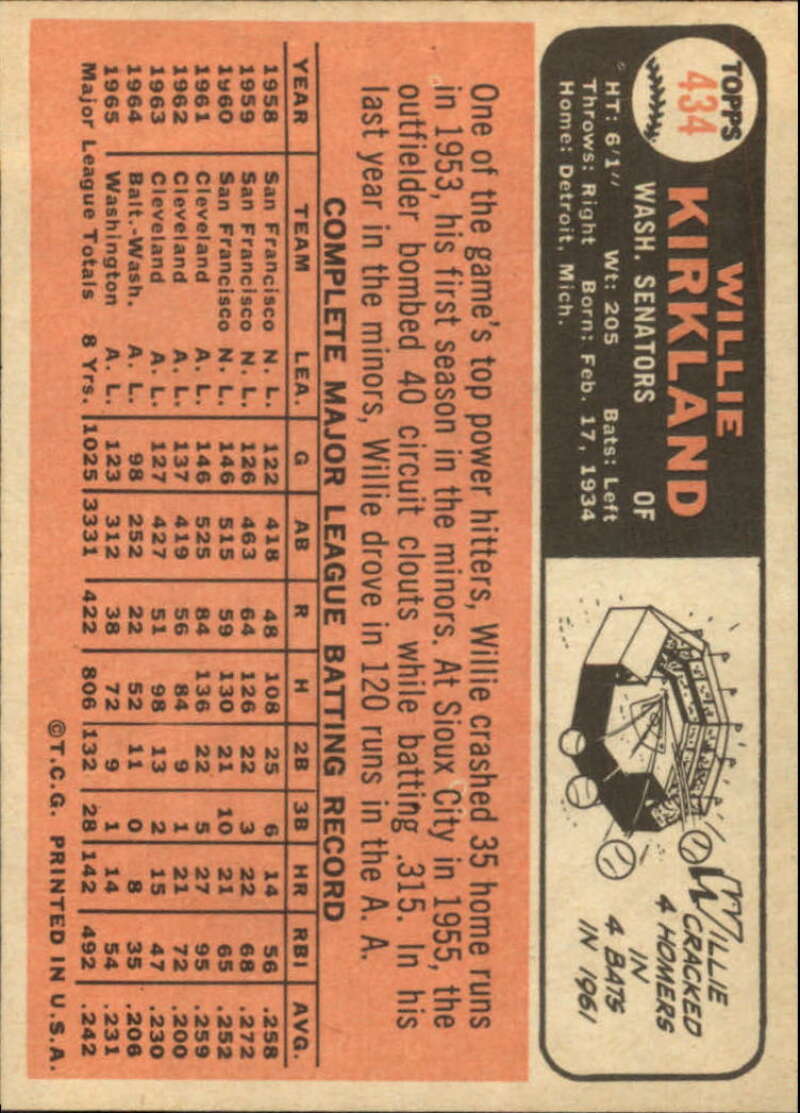 TOPPS
434
WILLIE
KIRKLAND
WASH. SENATORS OF
HT: 6'1" Wt: 205 Bats: Left
Throws: Right Born: Feb. 17, 1934
Home: Detroit, Mich.
WILLIE
CRACKED
4 HOMERS
IN
4 BATS
IN 1961
One of the game's top power hitters, Willie crashed 35 home runs
in 1953, his first season in the minors. At Sioux City in 1955, the
outfielder bombed 40 circuit clouts while batting .315. In his
last year in the minors, Willie drove in 120 runs in the A. A.
COMPLETE MAJOR LEAGUE BATTING RECORD
YEAR TEAM LEA. G AB R H 2B 3B HR RBI AVG.
1958 San Francisco N. L. 122 418 48 108 25 6 14 56 .258
1959 San Francisco N. L. 126 463 64 126 22 3 22 68 .272
1960 San Francisco N. L. 146 515 59 130 21 10 21 65 .252
1961 Cleveland A. L. 146 525 84 136 22 5 27 95 .259
1962 Cleveland A. L. 137 419 56 84 9 1 21 72 .200
1963 Cleveland A. L. 127 427 51 98 13 2 15 47 .230
1964 Balt.-Wash. A. L. 98 252 22 52 11 0 8 35 .206
1965 Washington A. L. 123 312 38 72 9 1 14 54 .231
Major League Totals 8 Yrs. 1025 3331 422 806 132 28 142 492 .242
©T.C.G. PRINTED IN U.S.A.